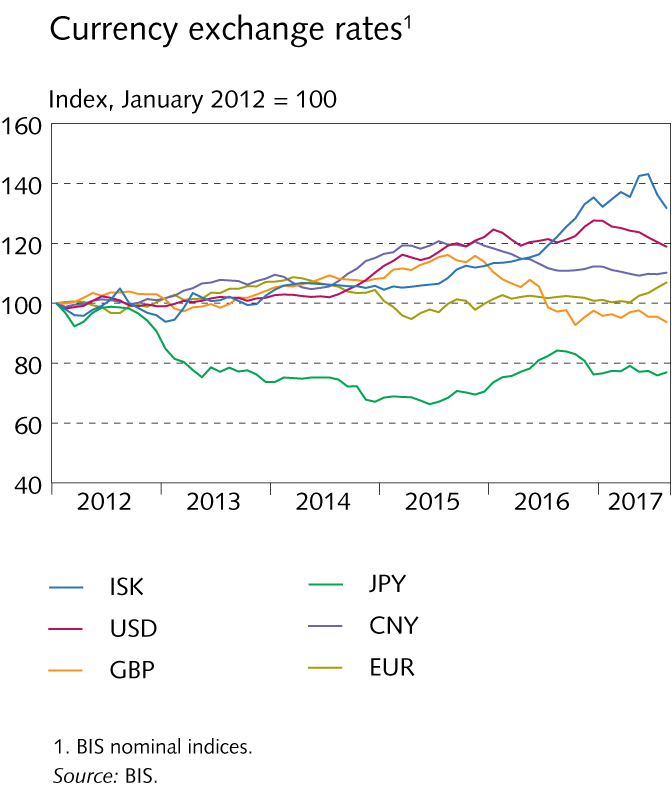 Currency exchange rates¹
Index, January 2012 = 100
160
140
120
100
80
60
40
2012 2013 2014 2015 2016 2017
ISK
USD
GBP
JPY
CNY
EUR
1. BIS nominal indices.
Source: BIS.